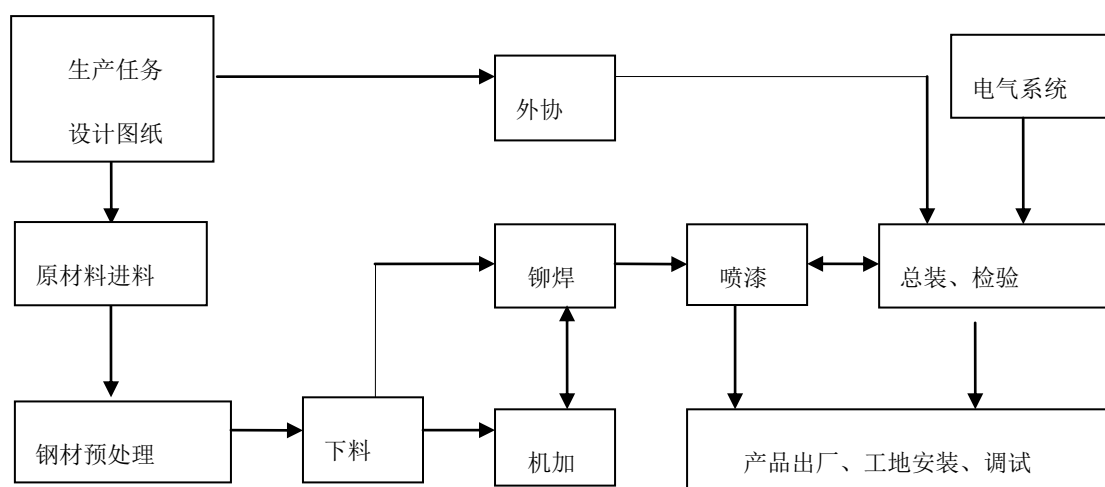 生产任务
设计图纸
外协
电气系统
原材料进料
铆焊
喷漆
总装、检验
钢材预处理
下料
机加
产品出厂、工地安装、调试